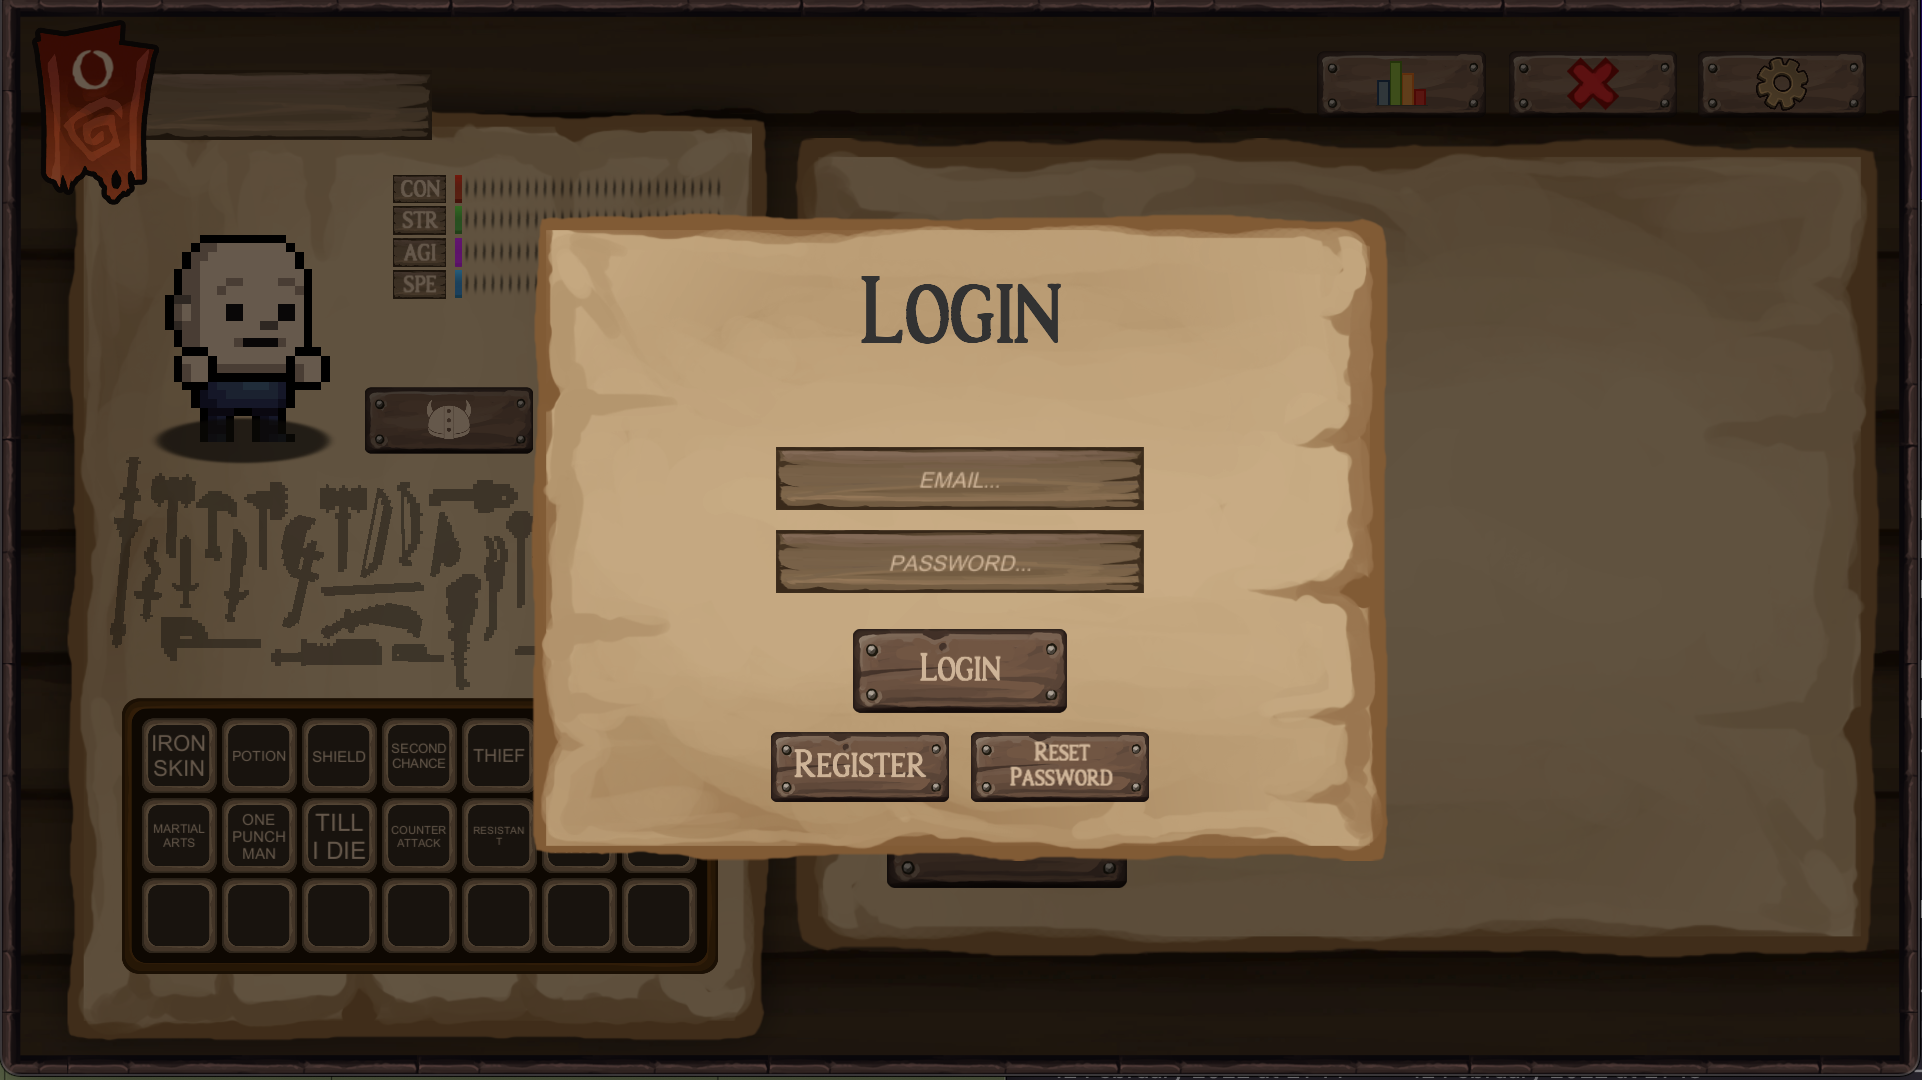 0
CON
STR
AGI
SPE
LOGIN
EMAIL...
PASSWORD...
LOGIN
REGISTER
RESET
PASSWORD
IRON
SKIN
POTION
SHIELD
SECOND
CHANCE
THIEF
MARTIAL
ARTS
ONE
PUNCH
MAN
TILL
I DIE
COUNTER
ATTACK
RESISTAN
T